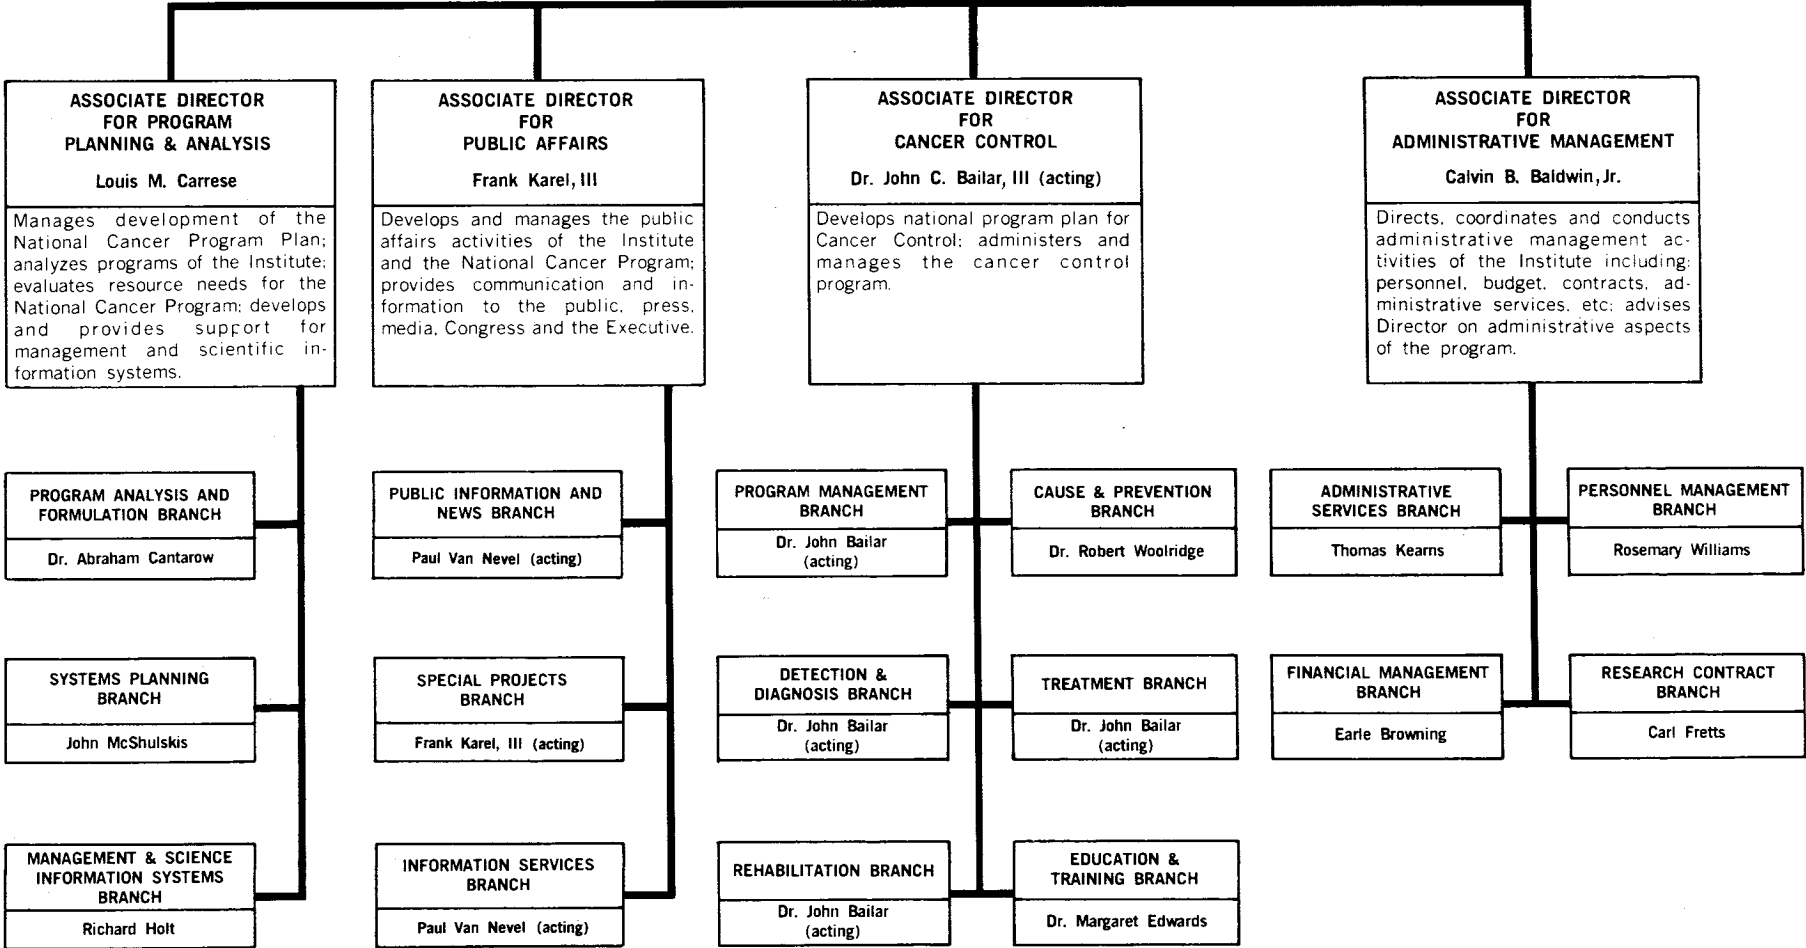 ASSOCIATE DIRECTOR
FOR PROGRAM
PLANNING & ANALYSIS
Louis M. Carrese
Manages development of the
National Cancer Program Plan;
analyzes programs of the Institute;
evaluates resource needs for the
National Cancer Program; develops
and provides support for
management and scientific in-
formation systems.
PROGRAM ANALYSIS AND
FORMULATION BRANCH
Dr. Abraham Cantarow
SYSTEMS PLANNING
BRANCH
John McShulskis
MANAGEMENT & SCIENCE
INFORMATION SYSTEMS
BRANCH
Richard Holt
ASSOCIATE DIRECTOR
FOR
PUBLIC AFFAIRS
Frank Karel, III
Develops and manages the public
affairs activities of the Institute
and the National Cancer Program;
provides communication and in-
formation to the public, press,
media, Congress and the Executive.
PUBLIC INFORMATION AND
NEWS BRANCH
Paul Van Nevel (acting)
SPECIAL PROJECTS
BRANCH
Frank Karel, III (acting)
INFORMATION SERVICES
BRANCH
Paul Van Nevel (acting)
ASSOCIATE DIRECTOR
FOR
CANCER CONTROL
Dr. John C. Bailar, III (acting)
Develops national program plan for
Cancer Control; administers and
manages the cancer control
program.
PROGRAM MANAGEMENT
BRANCH
Dr. John Bailar
(acting)
CAUSE & PREVENTION
BRANCH
Dr. Robert Woolridge
DETECTION &
DIAGNOSIS BRANCH
Dr. John Bailar
(acting)
TREATMENT BRANCH
Dr. John Bailar
(acting)
REHABILITATION BRANCH
Dr. John Bailar
(acting)
EDUCATION &
TRAINING BRANCH
Dr. Margaret Edwards
ASSOCIATE DIRECTOR
FOR
ADMINISTRATIVE MANAGEMENT
Calvin B. Baldwin, Jr.
Directs, coordinates and conducts
administrative management ac-
tivities of the Institute including:
personnel, budget, contracts, ad-
ministrative services, etc; advises
Director on administrative aspects
of the program.
ADMINISTRATIVE
SERVICES BRANCH
Thomas Kearns
PERSONNEL MANAGEMENT
BRANCH
Rosemary Williams
FINANCIAL MANAGEMENT
BRANCH
Earle Browning
RESEARCH CONTRACT
BRANCH
Carl Fretts